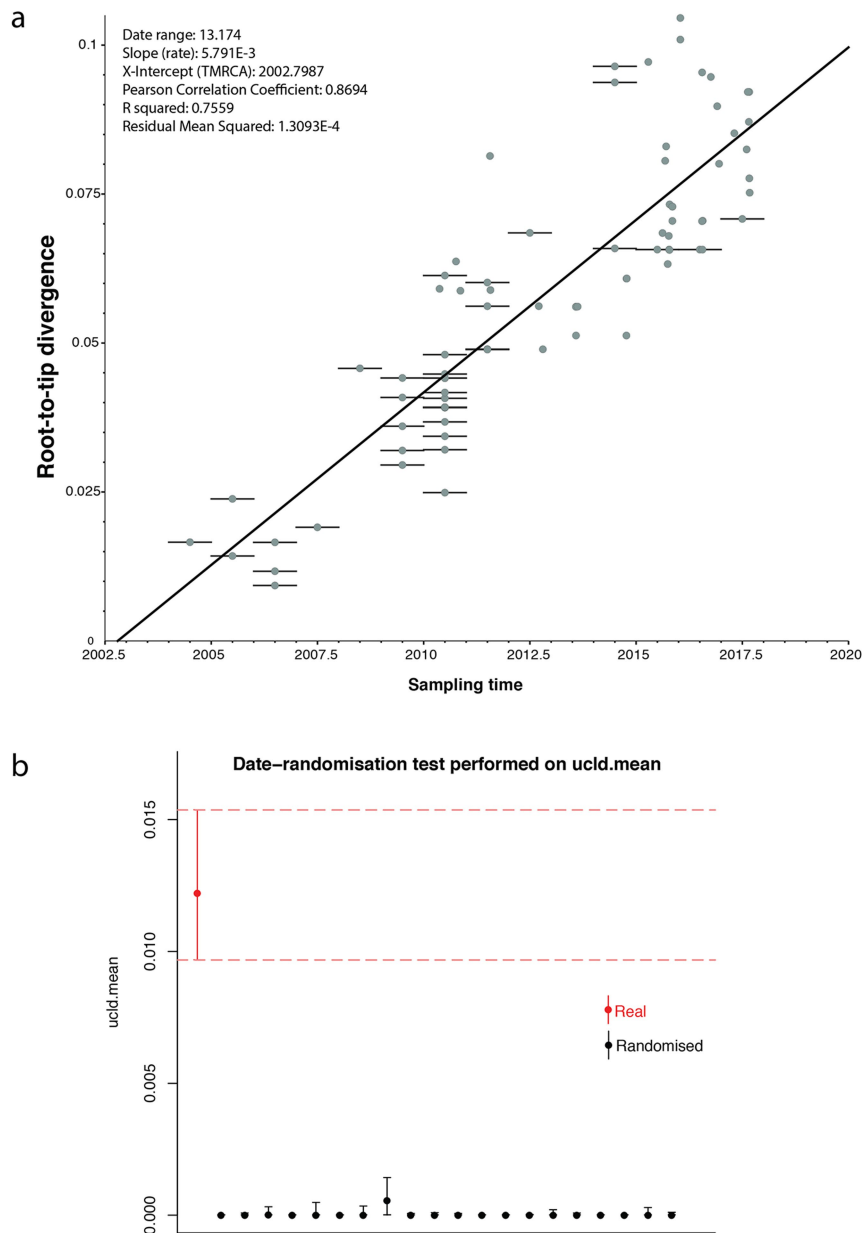 a
Date range: 13.174
Slope (rate): 5.791E-3
X-Intercept (TMRCA): 2002.7987
Pearson Correlation Coefficient: 0.8694
R squared: 0.7559
Residual Mean Squared: 1.3093E-4
0.1
0.075
0.05
0.025
0
Root-to-tip divergence
2002.5 2005 2007.5 2010 2012.5 2015 2017.5 2020
Sampling time
b
Date−randomisation test performed on ucld.mean
0.015
0.010
0.005
0.000
ucld.mean
Real
Randomised